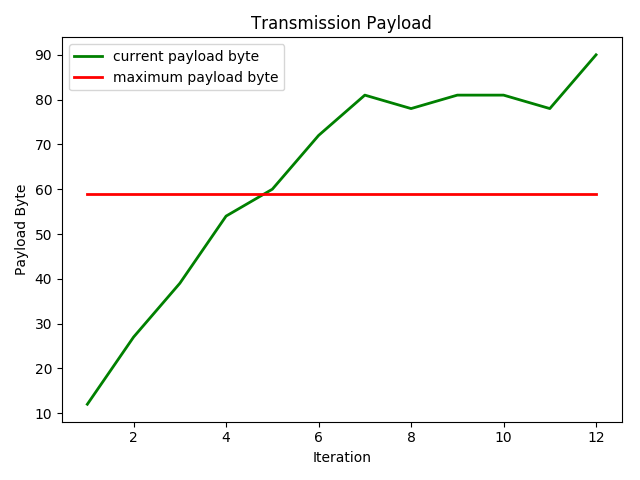 Transmission Payload
current payload byte
maximum payload byte
90
80
70
60
50
40
30
20
10
Payload Byte
2 4 6 8 10 12
Iteration